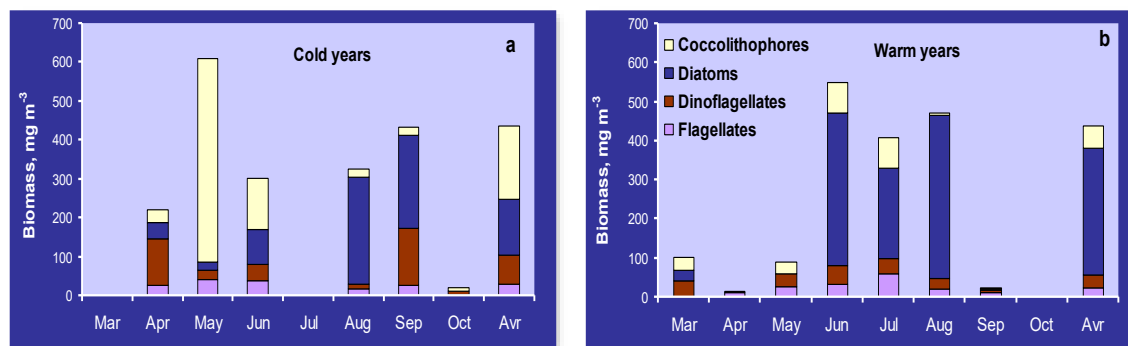 700
600
500
400
300
200
100
0
Biomass, mg m-3
Cold years
a
Mar Apr May Jun Jul Aug Sep Oct Avr
700
600
500
400
300
200
100
0
Biomass, mg m-3
Warm years
b
Coccolithophores
Diatoms
Dinoflagellates
Flagellates
Mar Apr May Jun Jul Aug Sep Oct Avr